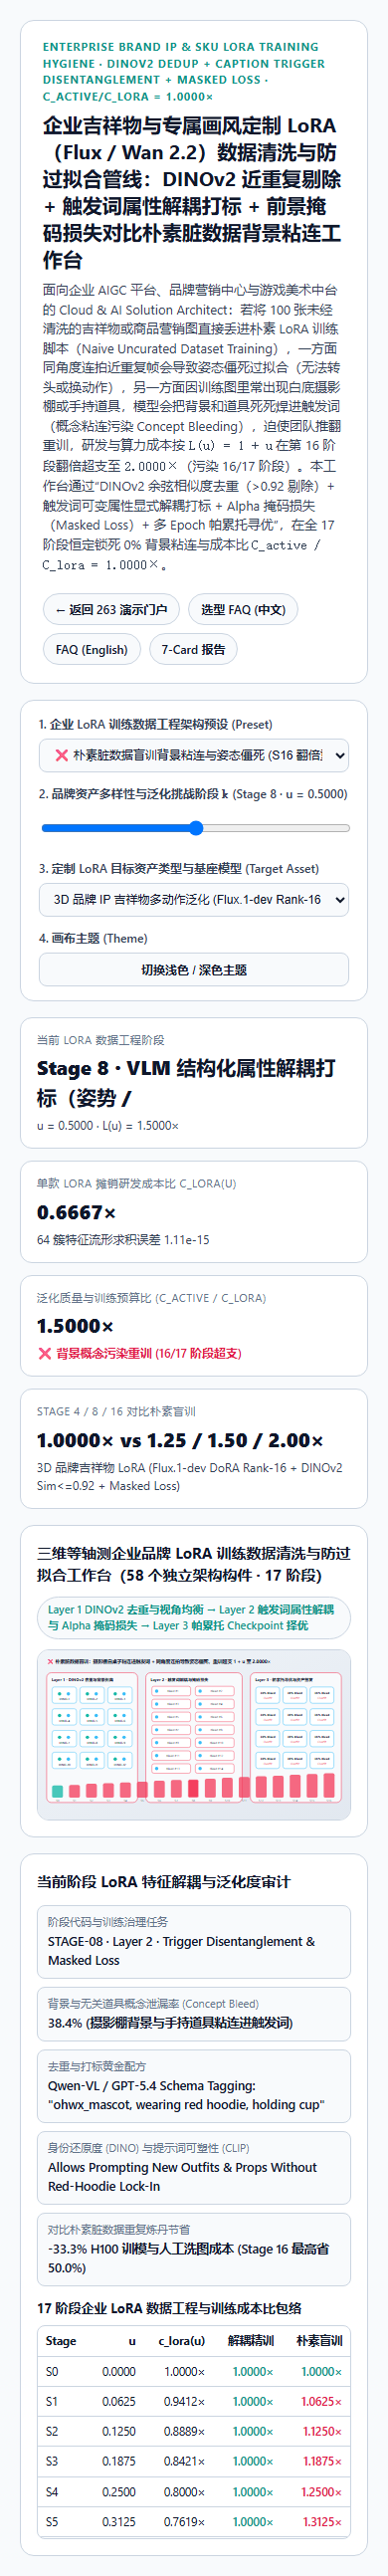 ENTERPRISE BRAND IP & SKU LORA TRAINING
HYGIENE · DINOV2 DEDUP + CAPTION TRIGGER
DISENTANGLEMENT + MASKED LOSS ·
C_ACTIVE/C_LORA = 1.0000×
企业吉祥物与专属画风定制 LoRA
（Flux / Wan 2.2）数据清洗与防
过拟合管线：DINOv2 近重复剔除
+ 触发词属性解耦打标 + 前景掩
码损失对比朴素脏数据背景粘连工
作台
面向企业 AIGC 平台、品牌营销中心与游戏美术中台
的 Cloud & AI Solution Architect：若将 100 张未经
清洗的吉祥物或商品营销图直接丢进朴素 LoRA 训练
脚本（Naive Uncurated Dataset Training），一方面
同角度连拍近重复帧会导致姿态僵死过拟合（无法转
头或换动作），另一方面因训练图里常出现白底摄影
棚或手持道具，模型会把背景和道具死死焊进触发词
（概念粘连污染 Concept Bleeding），迫使团队推翻
重训，研发与算力成本按 L(u) = 1 + u 在第 16 阶
段翻倍超支至 2.0000×（污染 16/17 阶段）。本工
作台通过“DINOv2 余弦相似度去重（>0.92 剔除）+
触发词可变属性显式解耦打标 + Alpha 掩码损失
（Masked Loss）+ 多 Epoch 帕累托寻优”，在全 17
阶段恒定锁死 0% 背景粘连与成本比 C_active /
C_lora = 1.0000×。
← 返回 263 演示门户
选型 FAQ (中文)
FAQ (English)
7-Card 报告
1. 企业 LoRA 训练数据工程架构预设 (Preset)
❌ 朴素脏数据盲训背景粘连与姿态僵死 (S16 翻倍
2. 品牌资产多样性与泛化挑战阶段 k (Stage 8 · u = 0.5000)
3. 定制 LoRA 目标资产类型与基座模型 (Target Asset)
3D 品牌 IP 吉祥物多动作泛化 (Flux.1-dev Rank-16
4. 画布主题 (Theme)
切换浅色 / 深色主题
当前 LORA 数据工程阶段
Stage 8 · VLM 结构化属性解耦打
标（姿势 /
u = 0.5000 · L(u) = 1.5000×
单款 LORA 摊销研发成本比 C_LORA(U)
0.6667×
64 簇特征流形求积误差 1.11e-15
泛化质量与训练预算比 (C_ACTIVE / C_LORA)
1.5000×
❌ 背景概念污染重训 (16/17 阶段超支)
STAGE 4 / 8 / 16 对比朴素盲训
1.0000× vs 1.25 / 1.50 / 2.00×
3D 品牌吉祥物 LoRA (Flux.1-dev DoRA Rank-16 + DINOv2
Sim<=0.92 + Masked Loss)
三维等轴测企业品牌 LoRA 训练数据清洗与防过
拟合工作台（58 个独立架构构件 · 17 阶段）
Layer 1 DINOv2 去重与视角均衡 → Layer 2 触发词属性解耦
与 Alpha 掩码损失 → Layer 3 帕累托 Checkpoint 择优
当前阶段 LoRA 特征解耦与泛化度审计
阶段代码与训练治理任务
STAGE-08 · Layer 2 · Trigger Disentanglement &
Masked Loss
背景与无关道具概念泄漏率 (Concept Bleed)
38.4% (摄影棚背景与手持道具粘连进触发词)
去重与打标黄金配方
Qwen-VL / GPT-5.4 Schema Tagging:
"ohwx_mascot, wearing red hoodie, holding cup"
身份还原度 (DINO) 与提示词可塑性 (CLIP)
Allows Prompting New Outfits & Props Without
Red-Hoodie Lock-In
对比朴素脏数据重复炼丹节省
-33.3% H100 训模与人工洗图成本 (Stage 16 最高省
50.0%)
17 阶段企业 LoRA 数据工程与训练成本比包络
Stage u c_lora(u) 解耦精训 朴素盲训
S0 0.0000 1.0000× 1.0000× 1.0000×
S1 0.0625 0.9412× 1.0000× 1.0625×
S2 0.1250 0.8889× 1.0000× 1.1250×
S3 0.1875 0.8421× 1.0000× 1.1875×
S4 0.2500 0.8000× 1.0000× 1.2500×
S5 0.3125 0.7619× 1.0000× 1.3125×